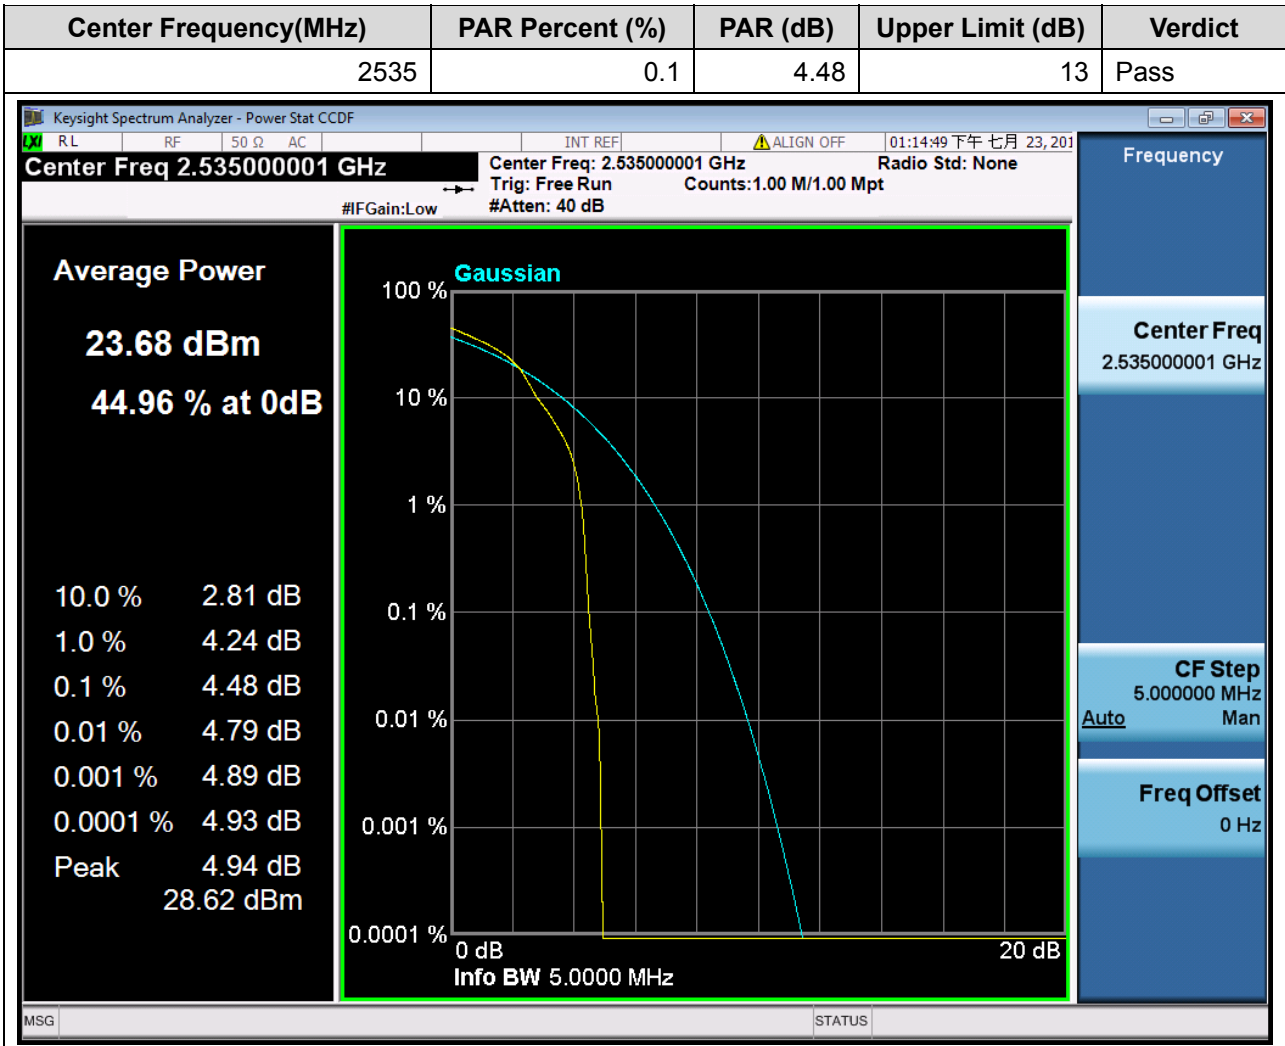 Center Frequency(MHz) PAR Percent (%) PAR (dB) Upper Limit (dB) Verdict
2535 0.1 4.48 13 Pass
Keysight Spectrum Analyzer - Power Stat CCDF
LXI RL RF 50 Ω AC INT REF ALIGN OFF 01:14:49 下午 七月 23, 201
Center Freq 2.535000001 GHz
Center Freq: 2.535000001 GHz Radio Std: None
Trig: Free Run Counts:1.00 M/1.00 Mpt
#IFGain:Low #Atten: 40 dB
Average Power
23.68 dBm
44.96 % at 0dB
10.0 % 2.81 dB
1.0 % 4.24 dB
0.1 % 4.48 dB
0.01 % 4.79 dB
0.001 % 4.89 dB
0.0001 % 4.93 dB
Peak 4.94 dB
28.62 dBm
Gaussian
100 %
10 %
1 %
0.1 %
0.01 %
0.001 %
0.0001 %
0 dB 20 dB
Info BW 5.0000 MHz
Frequency
Center Freq
2.535000001 GHz
CF Step
5.000000 MHz
Auto Man
Freq Offset
0 Hz
MSG STATUS